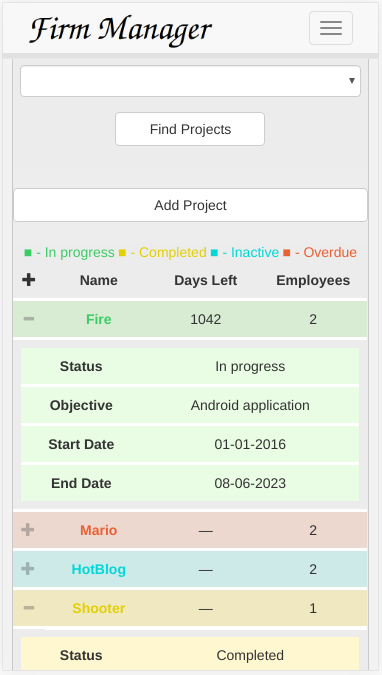 Firm Manager
Find Projects
Add Project
- In progress - Completed - Inactive - Overdue
Name Days Left Employees
Fire 1042 2
Status In progress
Objective Android application
Start Date 01-01-2016
End Date 08-06-2023
Mario — 2
HotBlog — 2
Shooter — 1
Status Completed